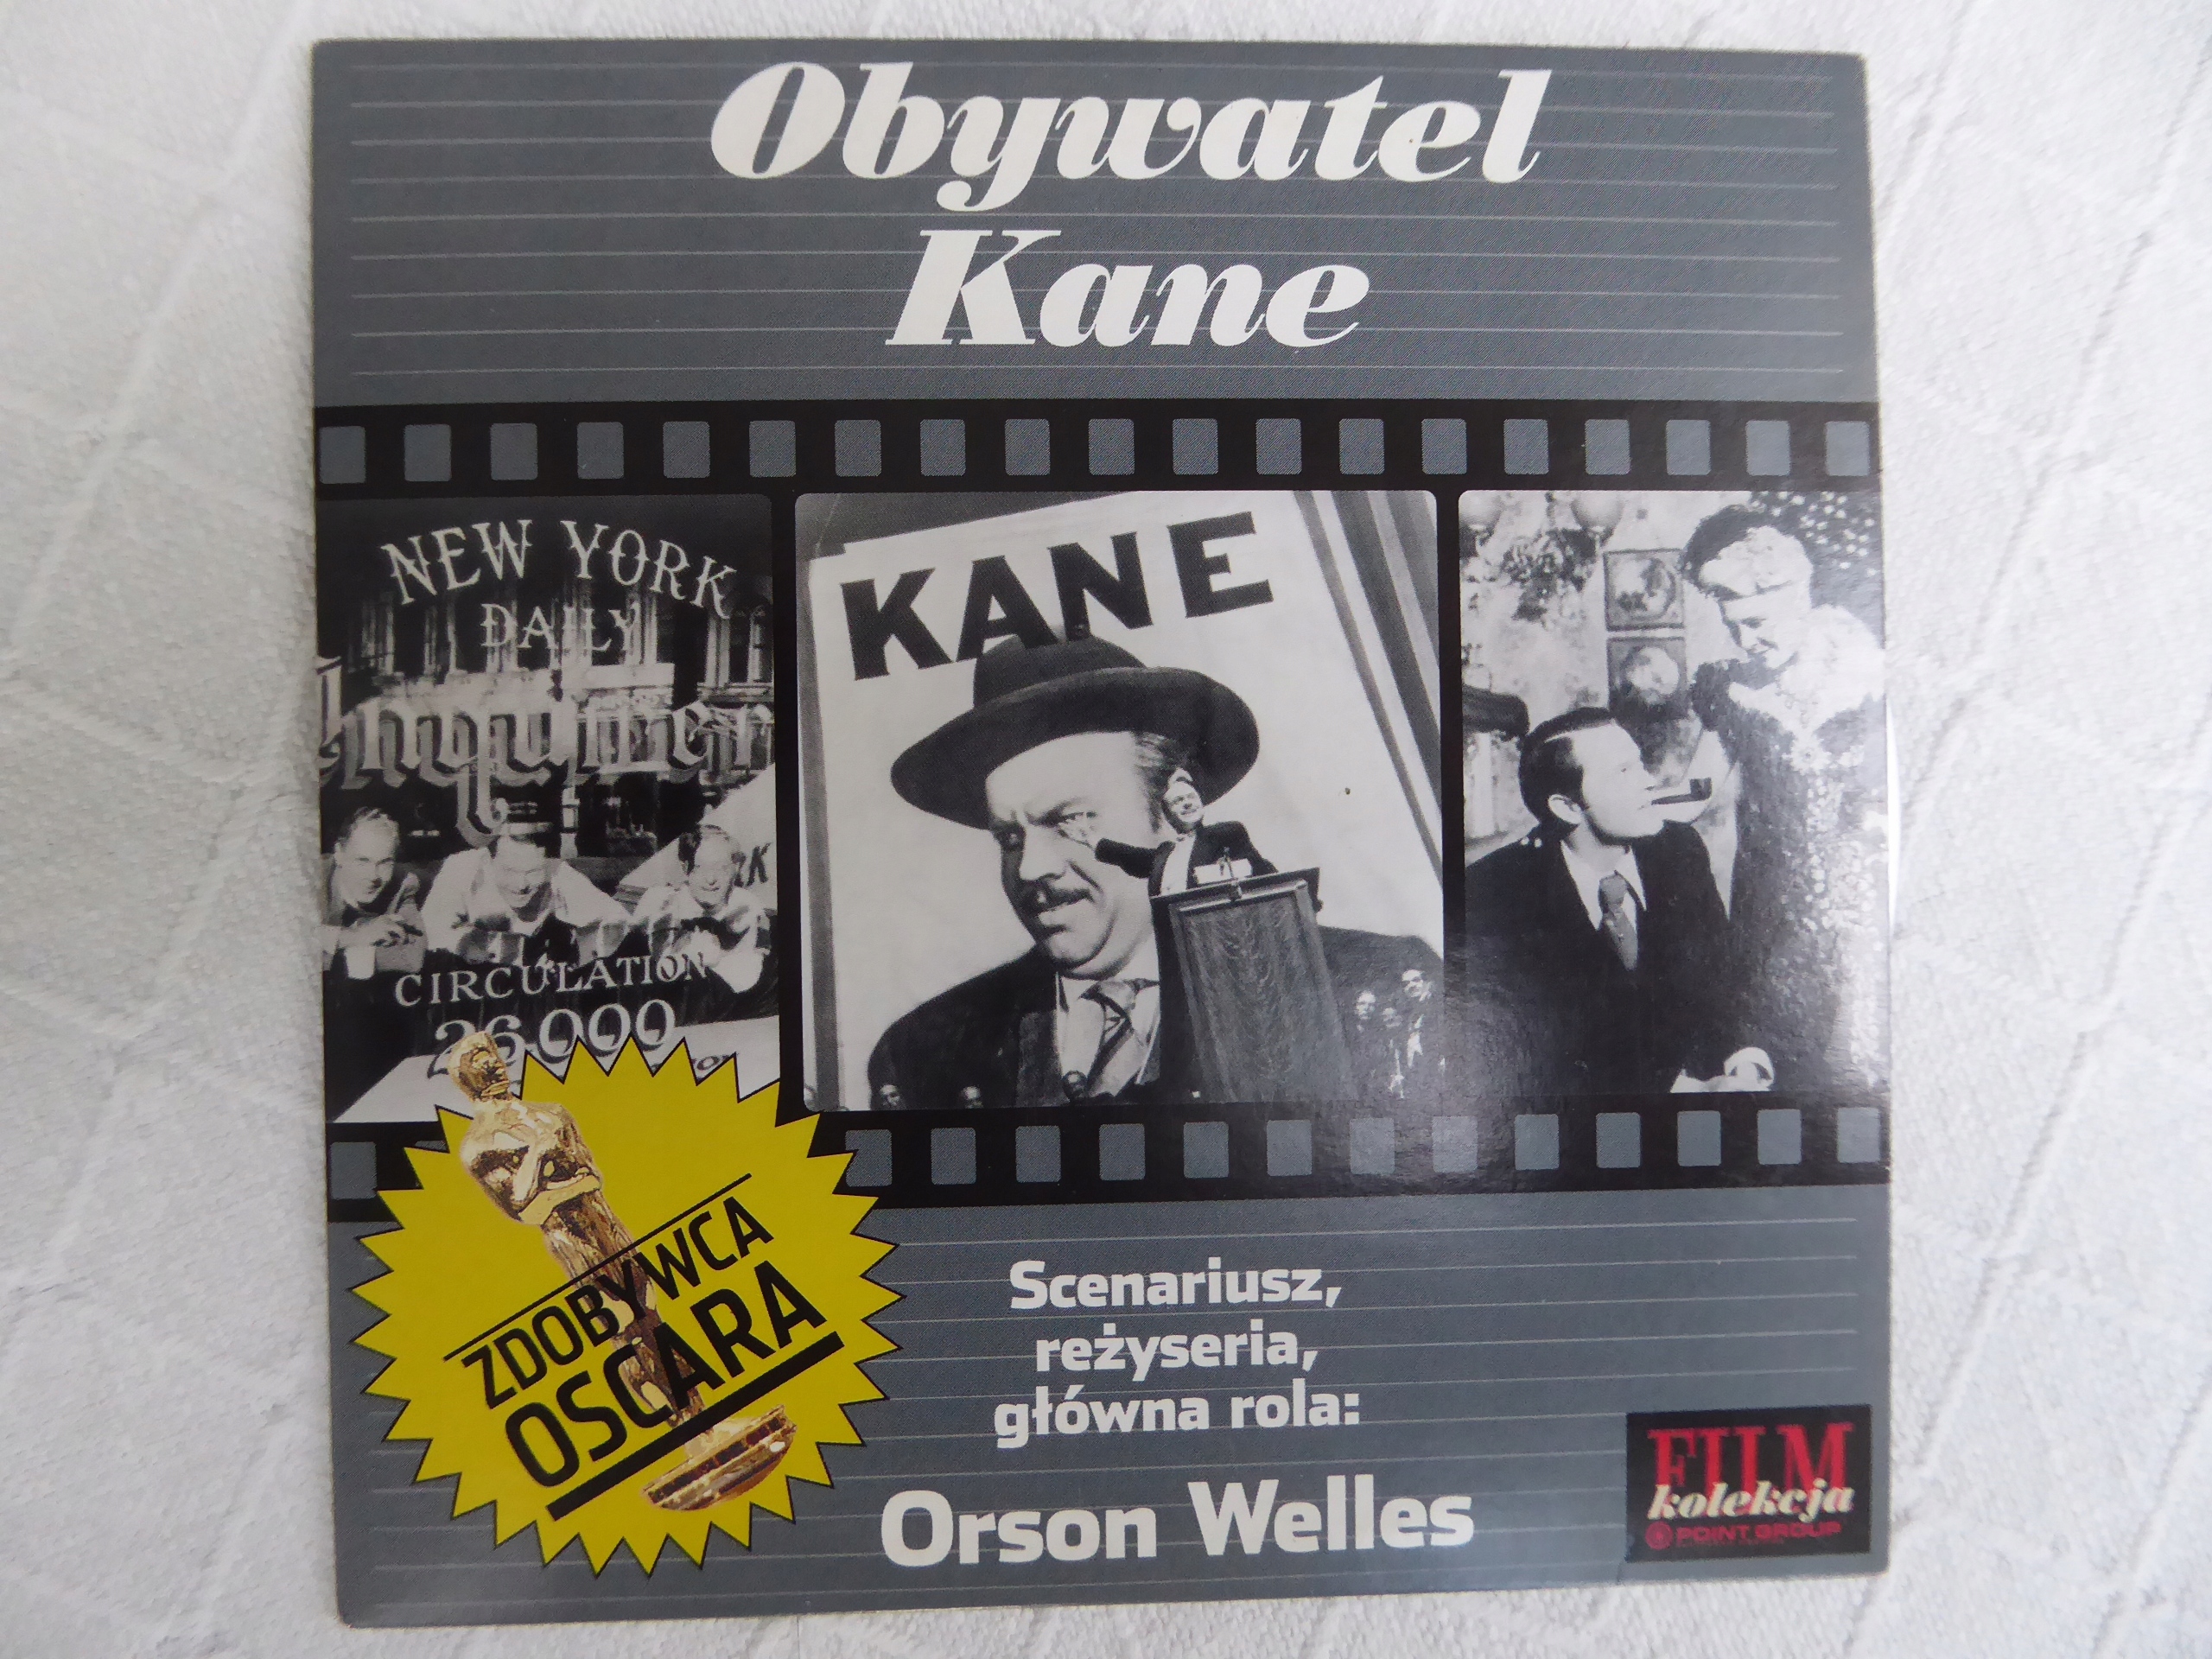 Obywatel
Kane
NEW YORK
DAILY
Inquirer
KANE
K
CIRCULATION
26,000
ZDOBYWCA
OSCARA
Scenariusz,
reżyseria,
główna rola:
Orson Welles
FILM
kolekcja
POINT GROUP